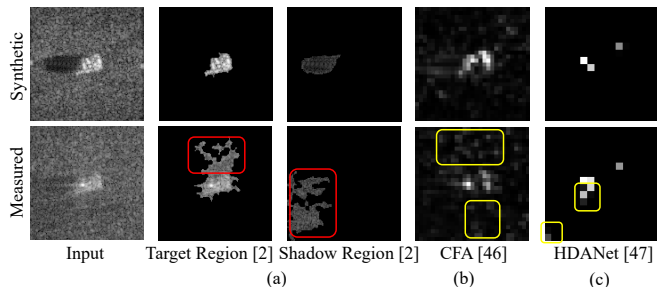 Synthetic
Measured
Input Target Region [2] Shadow Region [2] CFA [46] HDANet [47]
(a) (b) (c)